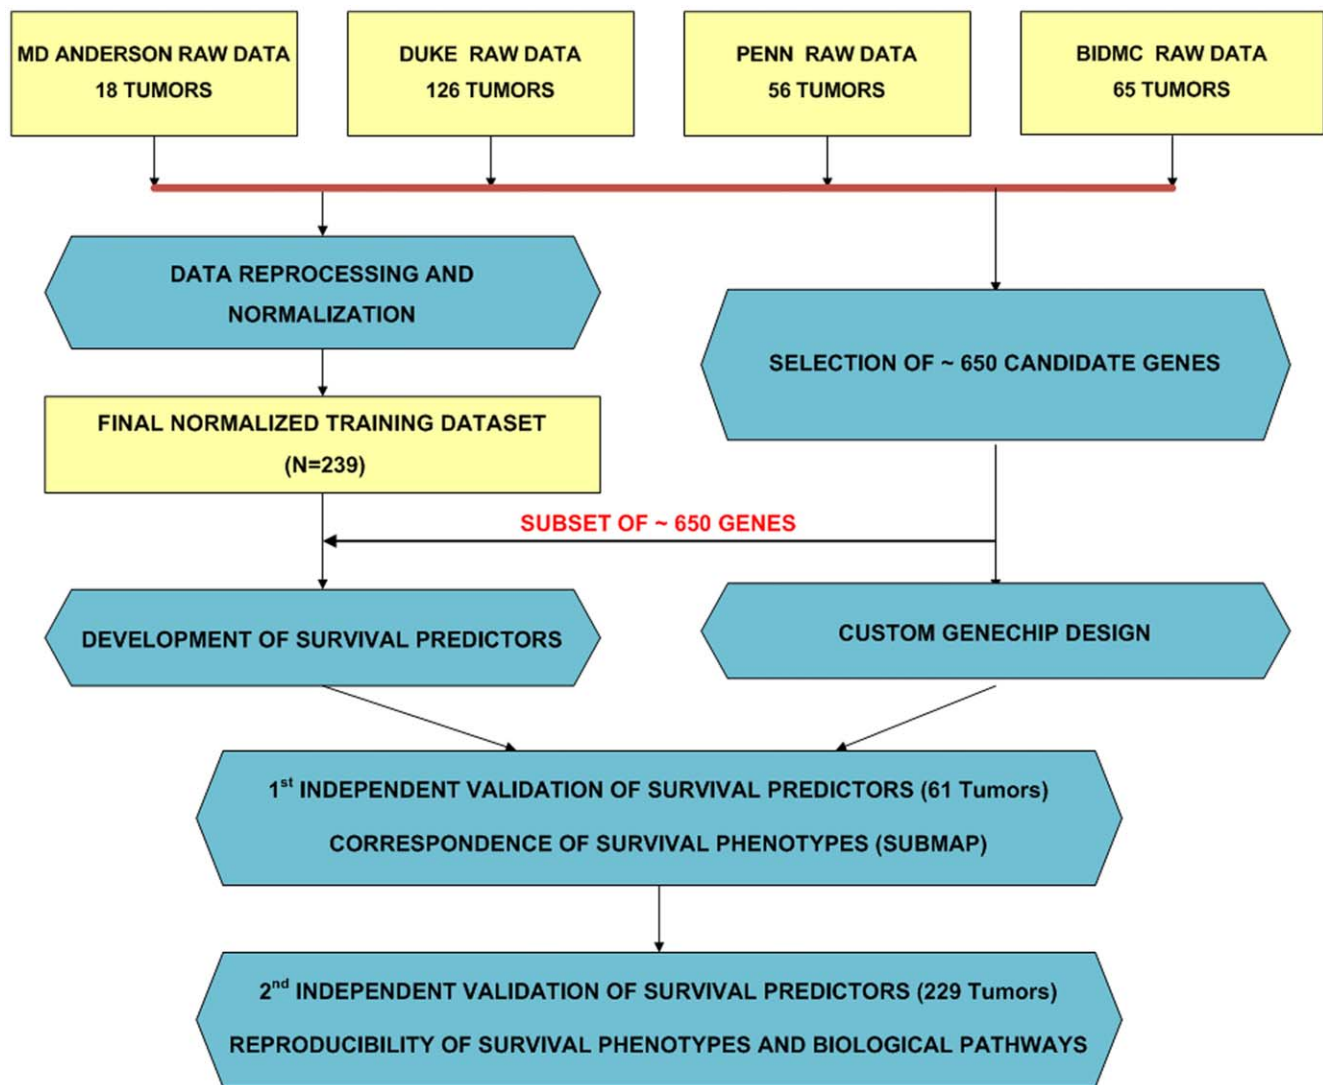 MD ANDERSON RAW DATA
18 TUMORS
DUKE RAW DATA
126 TUMORS
PENN RAW DATA
56 TUMORS
BIDMC RAW DATA
65 TUMORS
DATA REPROCESSING AND
NORMALIZATION
SELECTION OF ~ 650 CANDIDATE GENES
FINAL NORMALIZED TRAINING DATASET
(N=239)
SUBSET OF ~ 650 GENES
DEVELOPMENT OF SURVIVAL PREDICTORS
CUSTOM GENECHIP DESIGN
1st INDEPENDENT VALIDATION OF SURVIVAL PREDICTORS (61 Tumors)
CORRESPONDENCE OF SURVIVAL PHENOTYPES (SUBMAP)
2nd INDEPENDENT VALIDATION OF SURVIVAL PREDICTORS (229 Tumors)
REPRODUCIBILITY OF SURVIVAL PHENOTYPES AND BIOLOGICAL PATHWAYS